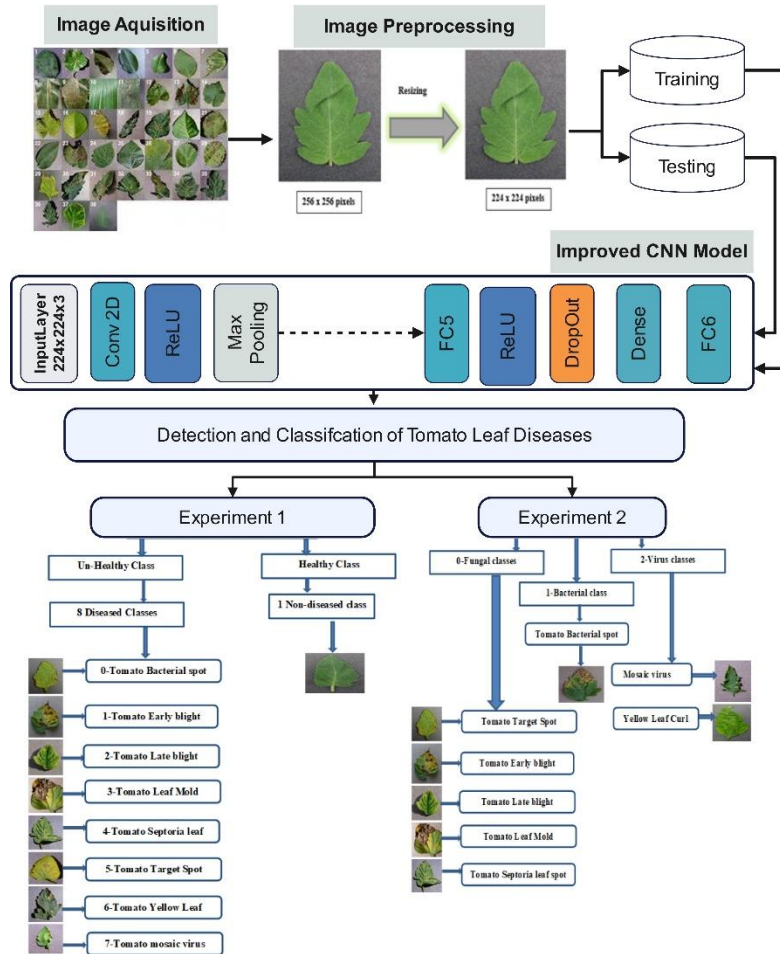 Image Aquisition
Image Preprocessing
Training
Resizing
Testing
256 x 256 pixels
224 x 224 pixels
Improved CNN Model
InputLayer
224x224x3
Conv 2D
ReLU
Max
Pooling
FC5
ReLU
DropOut
Dense
FC6
Detection and Classifcation of Tomato Leaf Diseases
Experiment 1
Experiment 2
Un-Healthy Class
Healthy Class
0-Fungal classes
2-Virus classes
8 Diseased Classes
1 Non-diseased class
1-Bacterial class
Tomato Bacterial spot
0-Tomato Bacterial spot
1-Tomato Early blight
2-Tomato Late blight
3-Tomato Leaf Mold
4-Tomato Septoria leaf
5-Tomato Target Spot
6-Tomato Yellow Leaf
7-Tomato mosaic virus
Mosaic virus
Yellow Leaf Curl
Tomato Target Spot
Tomato Early blight
Tomato Late blight
Tomato Leaf Mold
Tomato Septoria leaf spot